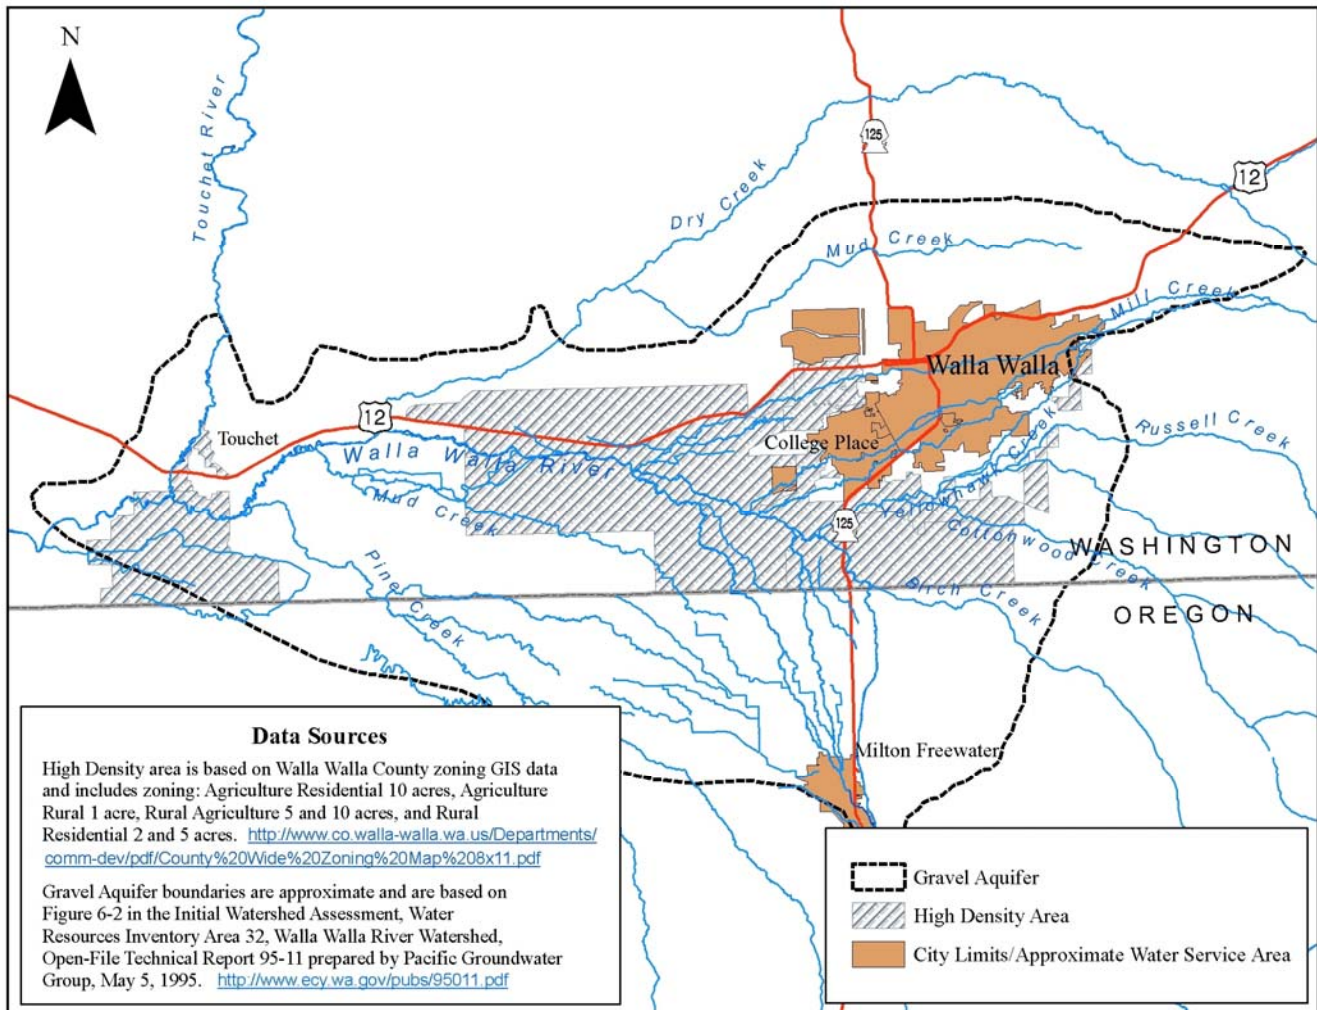 N
Touchet River
125
12
Dry Creek
Mud Creek
Mill Creek
Walla Walla
12
Touchet
College Place
Russell Creek
Walla Walla River
Mud Creek
Yellowhawk Creek
125
Cottonwood Creek
WASHINGTON
Pine Creek
Birch Creek
OREGON
Milton Freewater
Data Sources
High Density area is based on Walla Walla County zoning GIS data
and includes zoning: Agriculture Residential 10 acres, Agriculture
Rural 1 acre, Rural Agriculture 5 and 10 acres, and Rural
Residential 2 and 5 acres. http://www.co.walla-walla.wa.us/Departments/
comm-dev/pdf/County%20Wide%20Zoning%20Map%208x11.pdf
Gravel Aquifer boundaries are approximate and are based on
Figure 6-2 in the Initial Watershed Assessment, Water
Resources Inventory Area 32, Walla Walla River Watershed,
Open-File Technical Report 95-11 prepared by Pacific Groundwater
Group, May 5, 1995. http://www.ecy.wa.gov/pubs/95011.pdf
Gravel Aquifer
High Density Area
City Limits/Approximate Water Service Area